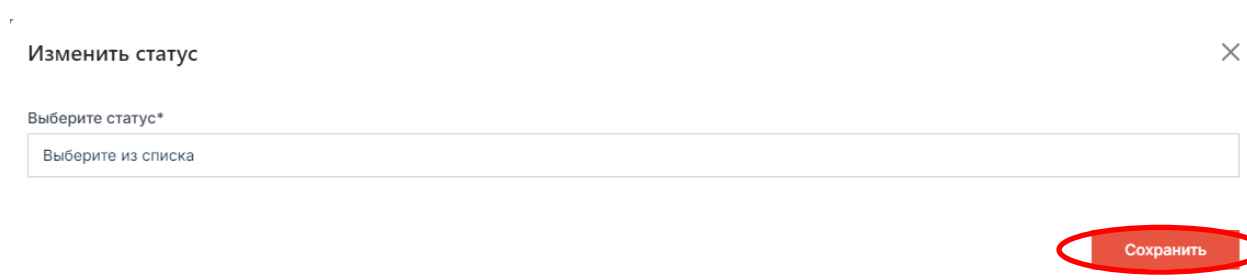 Изменить статус
Выберите статус*
Выберите из списка
Сохранить